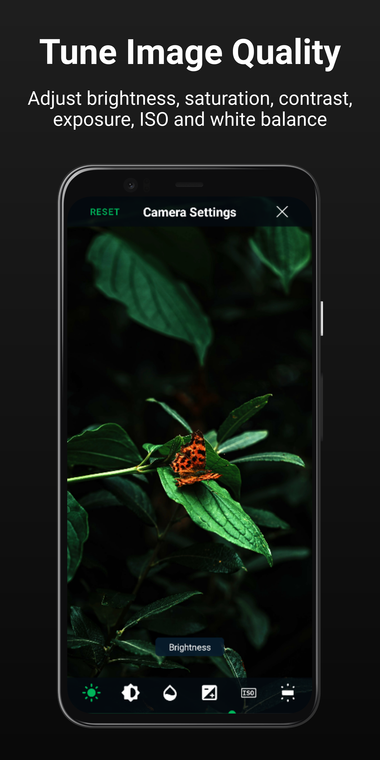 Tune Image Quality
Adjust brightness, saturation, contrast,
exposure, ISO and white balance
RESET Camera Settings
Brightness
ISO